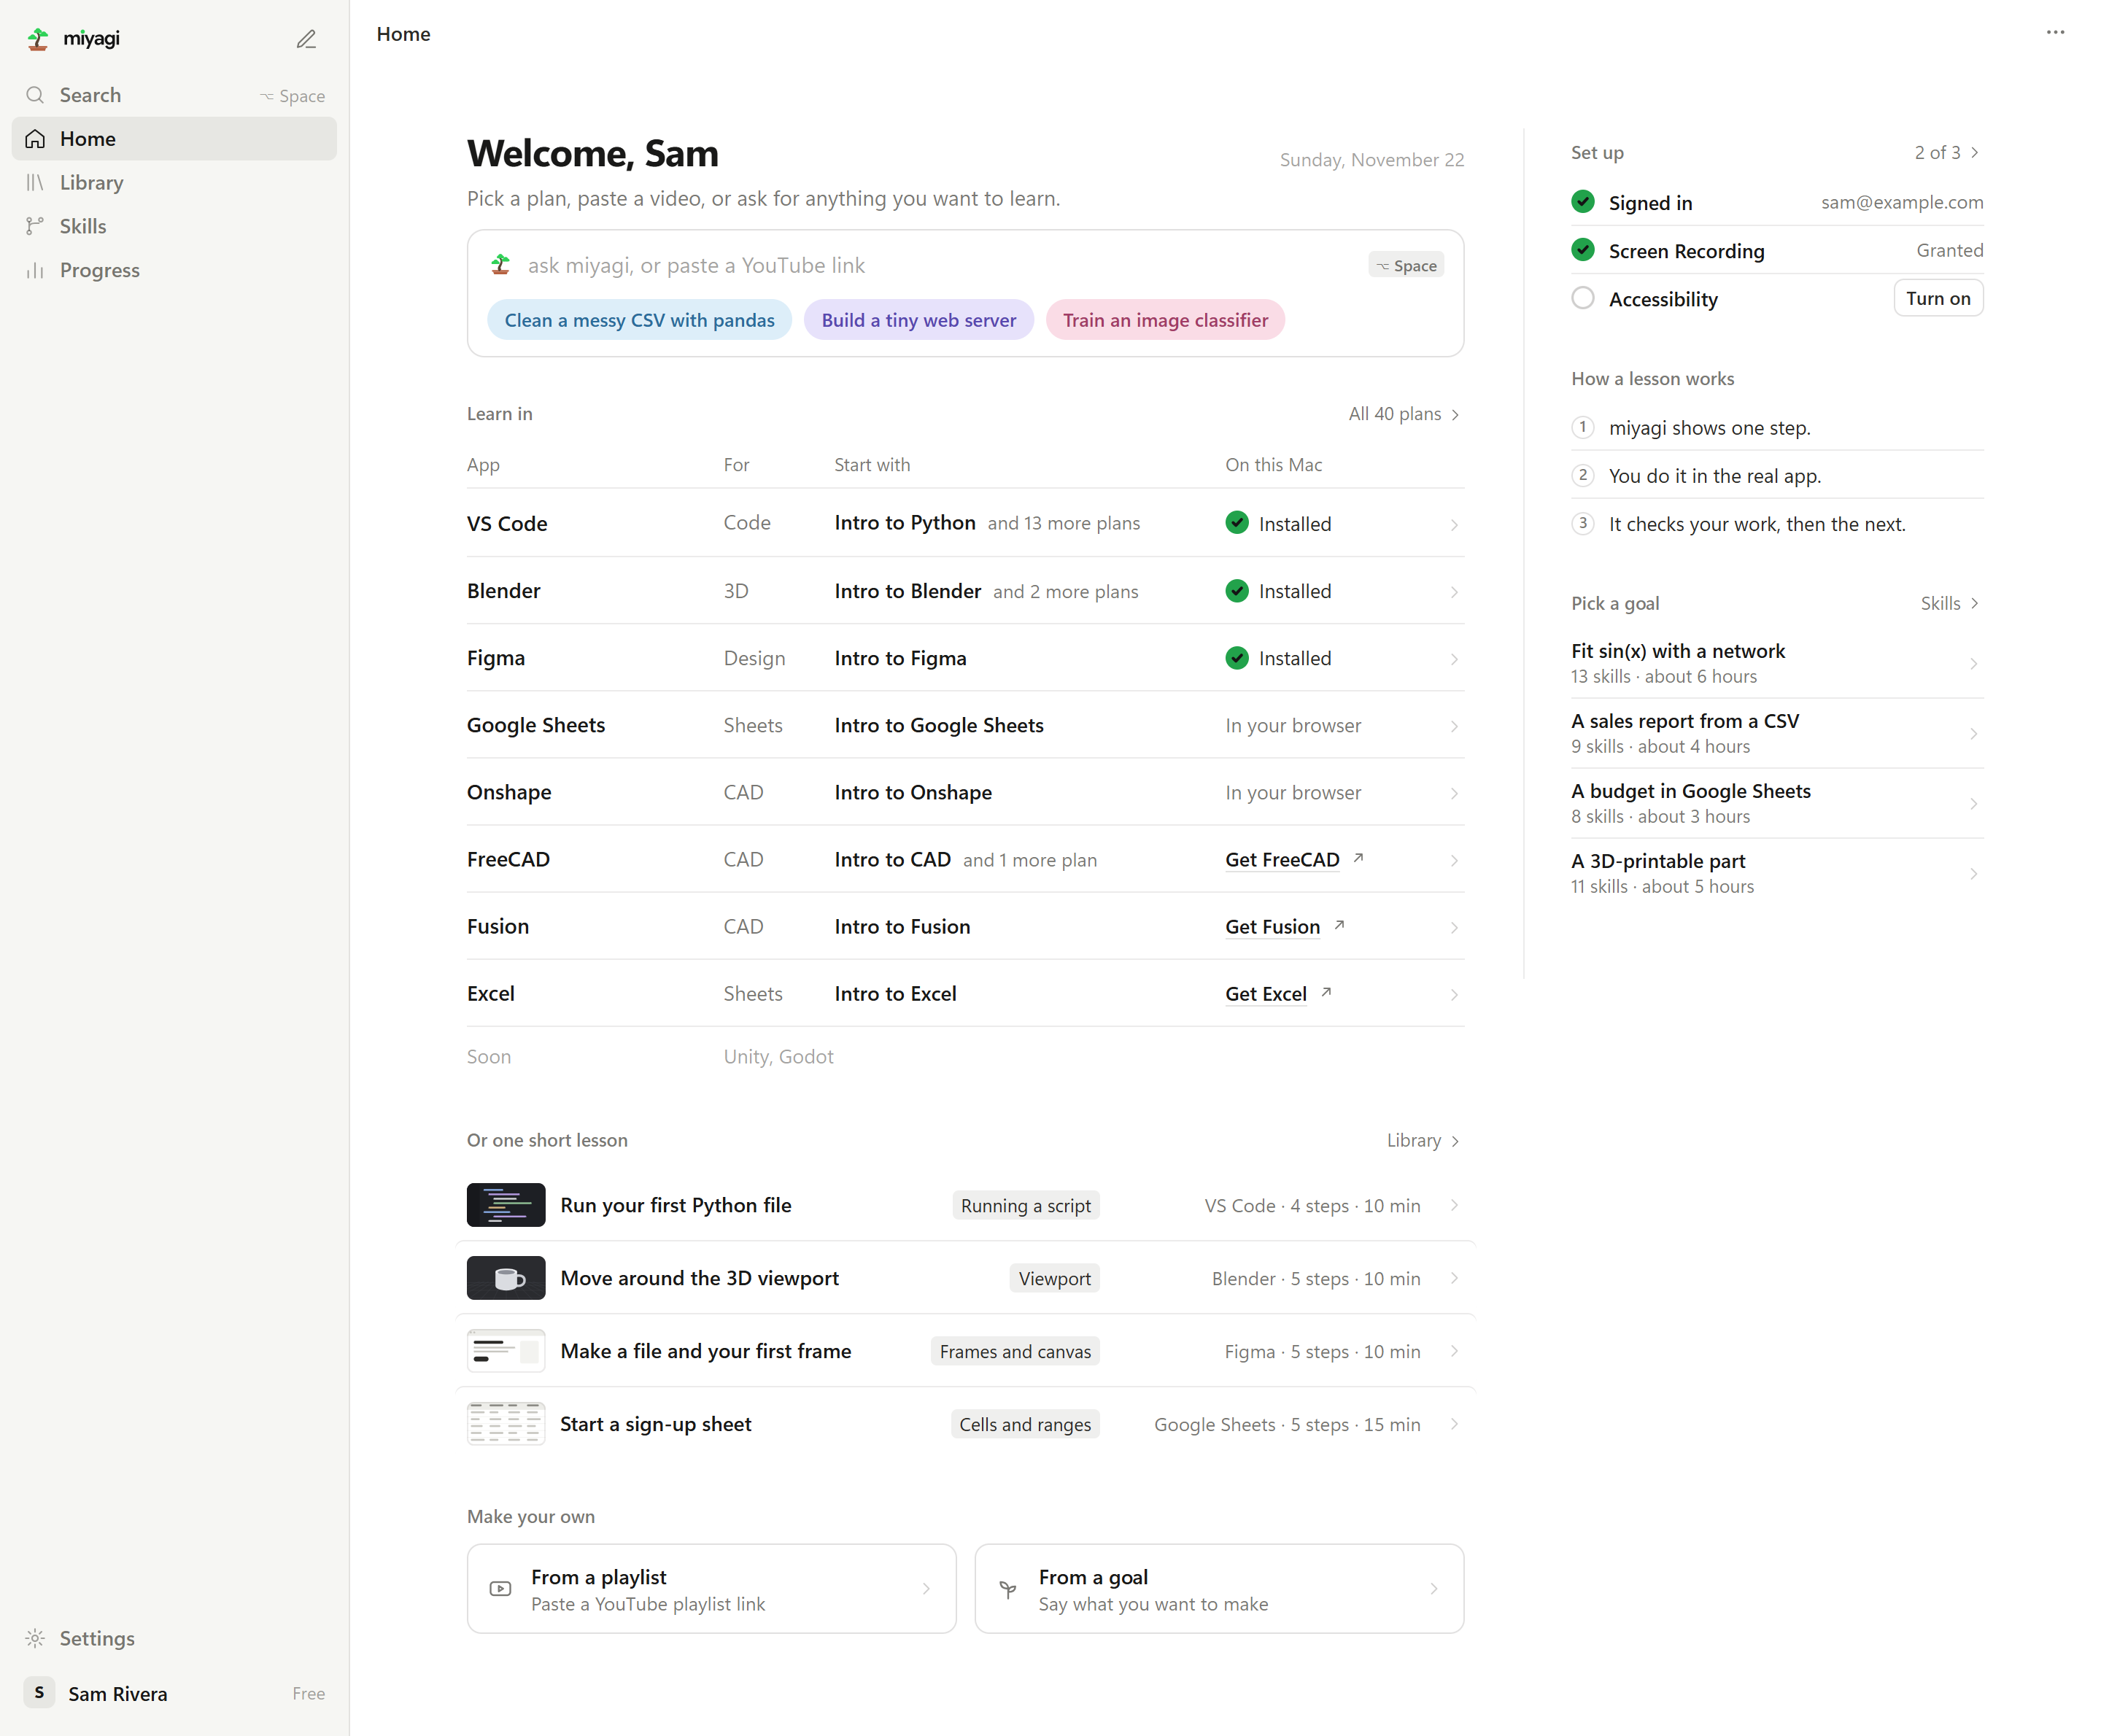 miyagi
Search
⌥ Space
Home
Library
Skills
Progress
Settings
S
Sam Rivera
Free
Home
Welcome, Sam
Sunday, November 22
Pick a plan, paste a video, or ask for anything you want to learn.
ask miyagi, or paste a YouTube link
⌥ Space
Clean a messy CSV with pandas
Build a tiny web server
Train an image classifier
Learn in
All 40 plans
App For Start with On this Mac
VS Code Code Intro to Python and 13 more plans Installed
Blender 3D Intro to Blender and 2 more plans Installed
Figma Design Intro to Figma Installed
Google Sheets Sheets Intro to Google Sheets In your browser
Onshape CAD Intro to Onshape In your browser
FreeCAD CAD Intro to CAD and 1 more plan Get FreeCAD ↗
Fusion CAD Intro to Fusion Get Fusion ↗
Excel Sheets Intro to Excel Get Excel ↗
Soon Unity, Godot
Or one short lesson
Library
Run your first Python file Running a script VS Code · 4 steps · 10 min
Move around the 3D viewport Viewport Blender · 5 steps · 10 min
Make a file and your first frame Frames and canvas Figma · 5 steps · 10 min
Start a sign-up sheet Cells and ranges Google Sheets · 5 steps · 15 min
Make your own
From a playlist
Paste a YouTube playlist link
From a goal
Say what you want to make
Set up
2 of 3
Signed in sam@example.com
Screen Recording Granted
Accessibility Turn on
How a lesson works
1 miyagi shows one step.
2 You do it in the real app.
3 It checks your work, then the next.
Pick a goal
Skills
Fit sin(x) with a network
13 skills · about 6 hours
A sales report from a CSV
9 skills · about 4 hours
A budget in Google Sheets
8 skills · about 3 hours
A 3D-printable part
11 skills · about 5 hours